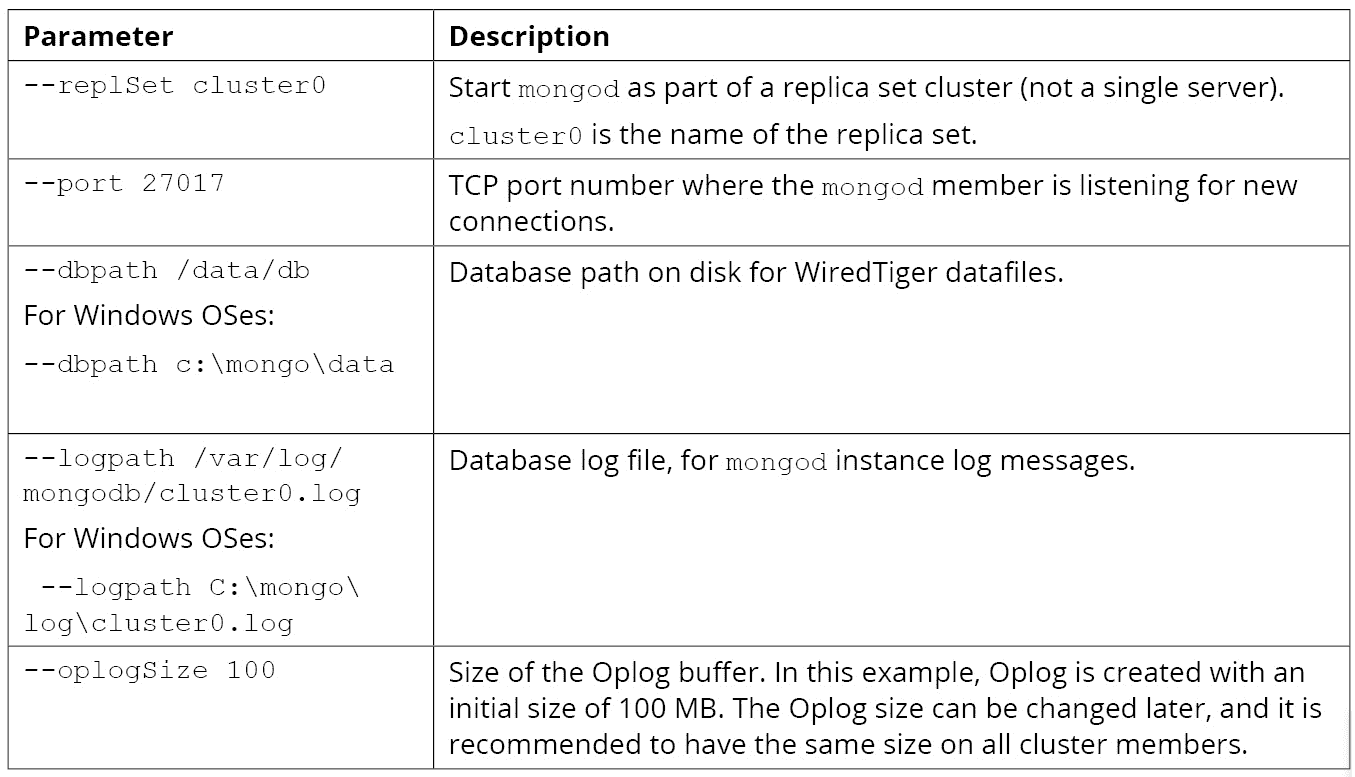 Parameter
Description
--replSet cluster0
Start mongod as part of a replica set cluster (not a single server).
cluster0 is the name of the replica set.
--port 27017
TCP port number where the mongod member is listening for new
connections.
--dbpath /data/db
For Windows OSes:
--dbpath c:\mongo\data
Database path on disk for WiredTiger datafiles.
--logpath /var/log/
mongodb/cluster0.log
For Windows OSes:
--logpath C:\mongo\
log\cluster0.log
Database log file, for mongod instance log messages.
--oplogSize 100
Size of the Oplog buffer. In this example, Oplog is created with an
initial size of 100 MB. The Oplog size can be changed later, and it is
recommended to have the same size on all cluster members.